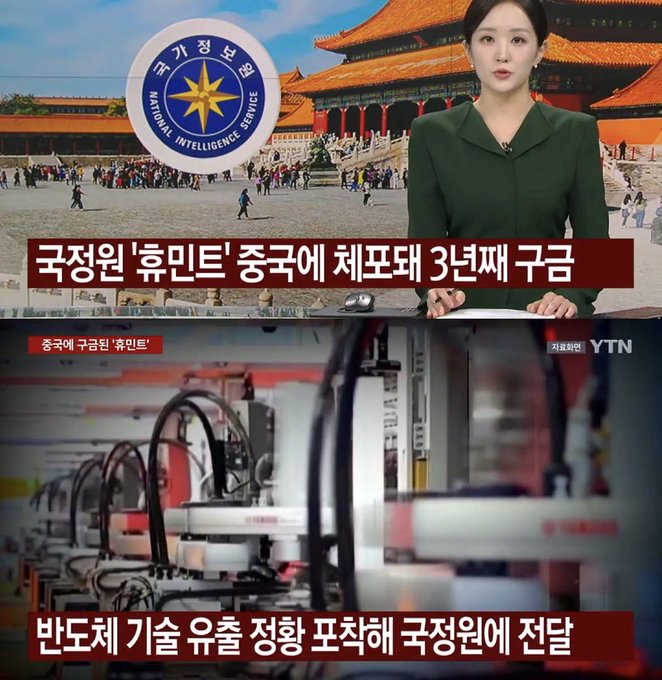 국가정보원
NATIONAL INTELLIGENCE SERVICE
국정원 '휴민트' 중국에 체포돼 3년째 구금
중국에 구금된 '휴민트'
자료화면 YTN
YAMAHA
반도체 기술 유출 정황 포착해 국정원에 전달